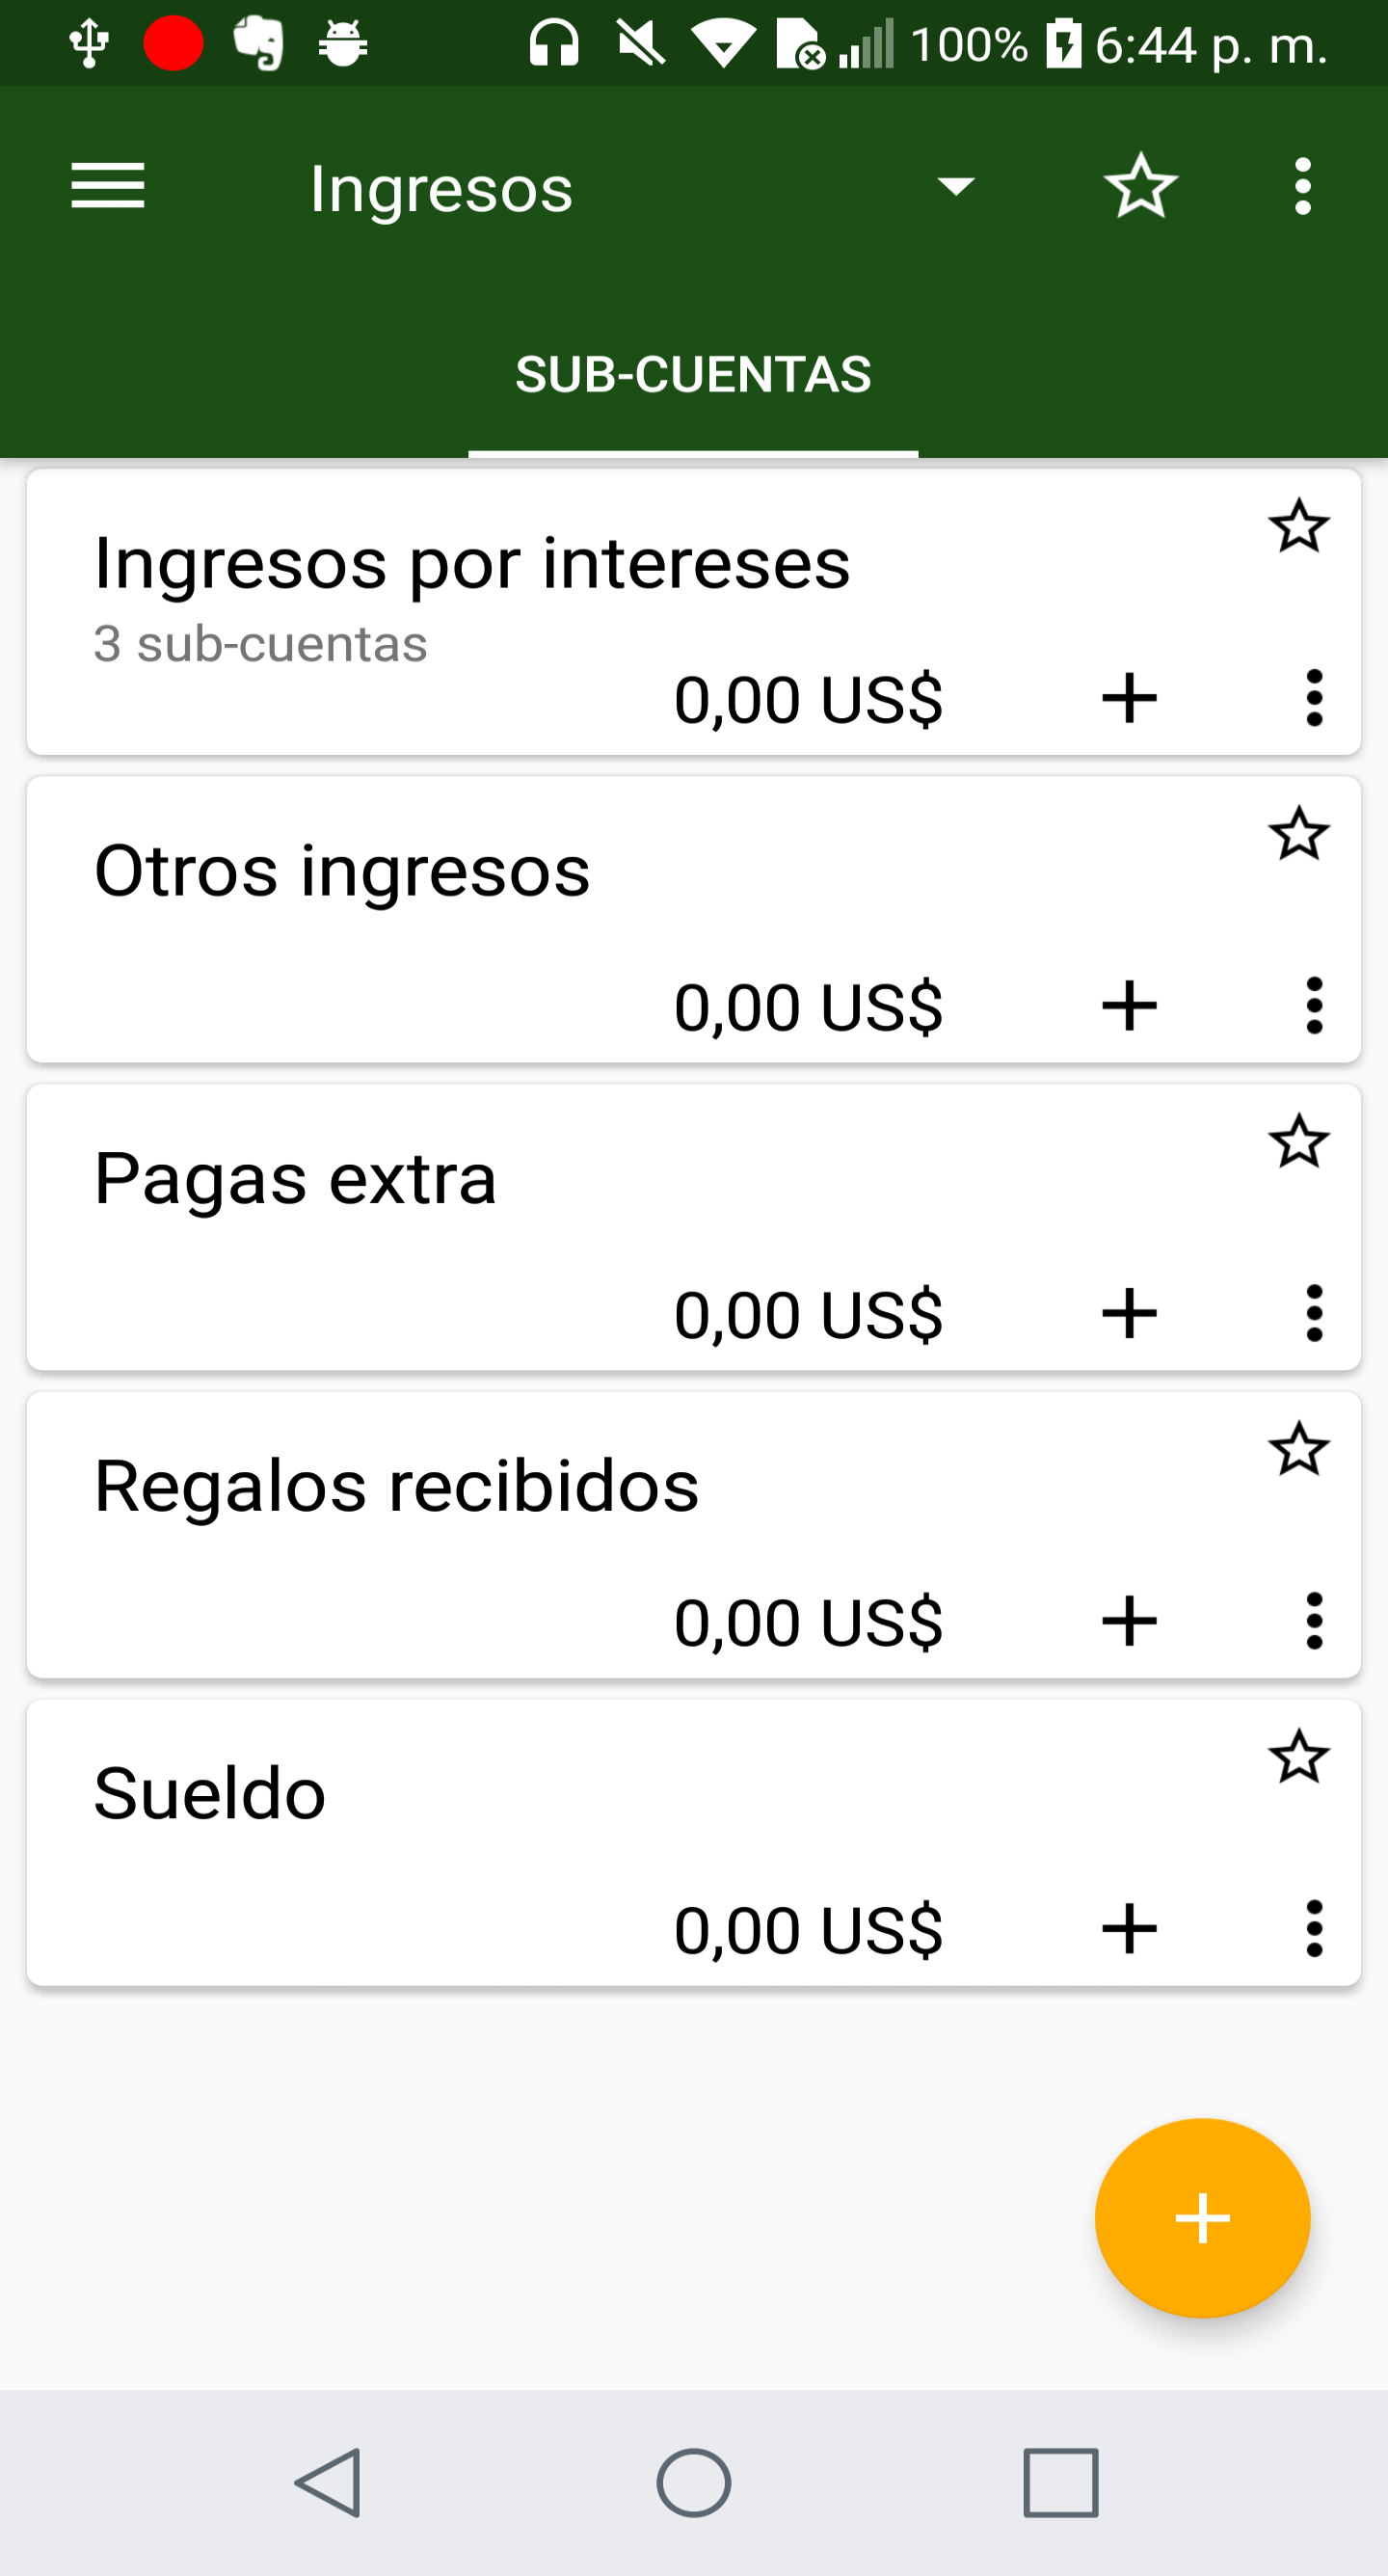 100% 6:44 p. m.
Ingresos
SUB-CUENTAS
Ingresos por intereses
3 sub-cuentas
0,00 US$
Otros ingresos
0,00 US$
Pagas extra
0,00 US$
Regalos recibidos
0,00 US$
Sueldo
0,00 US$